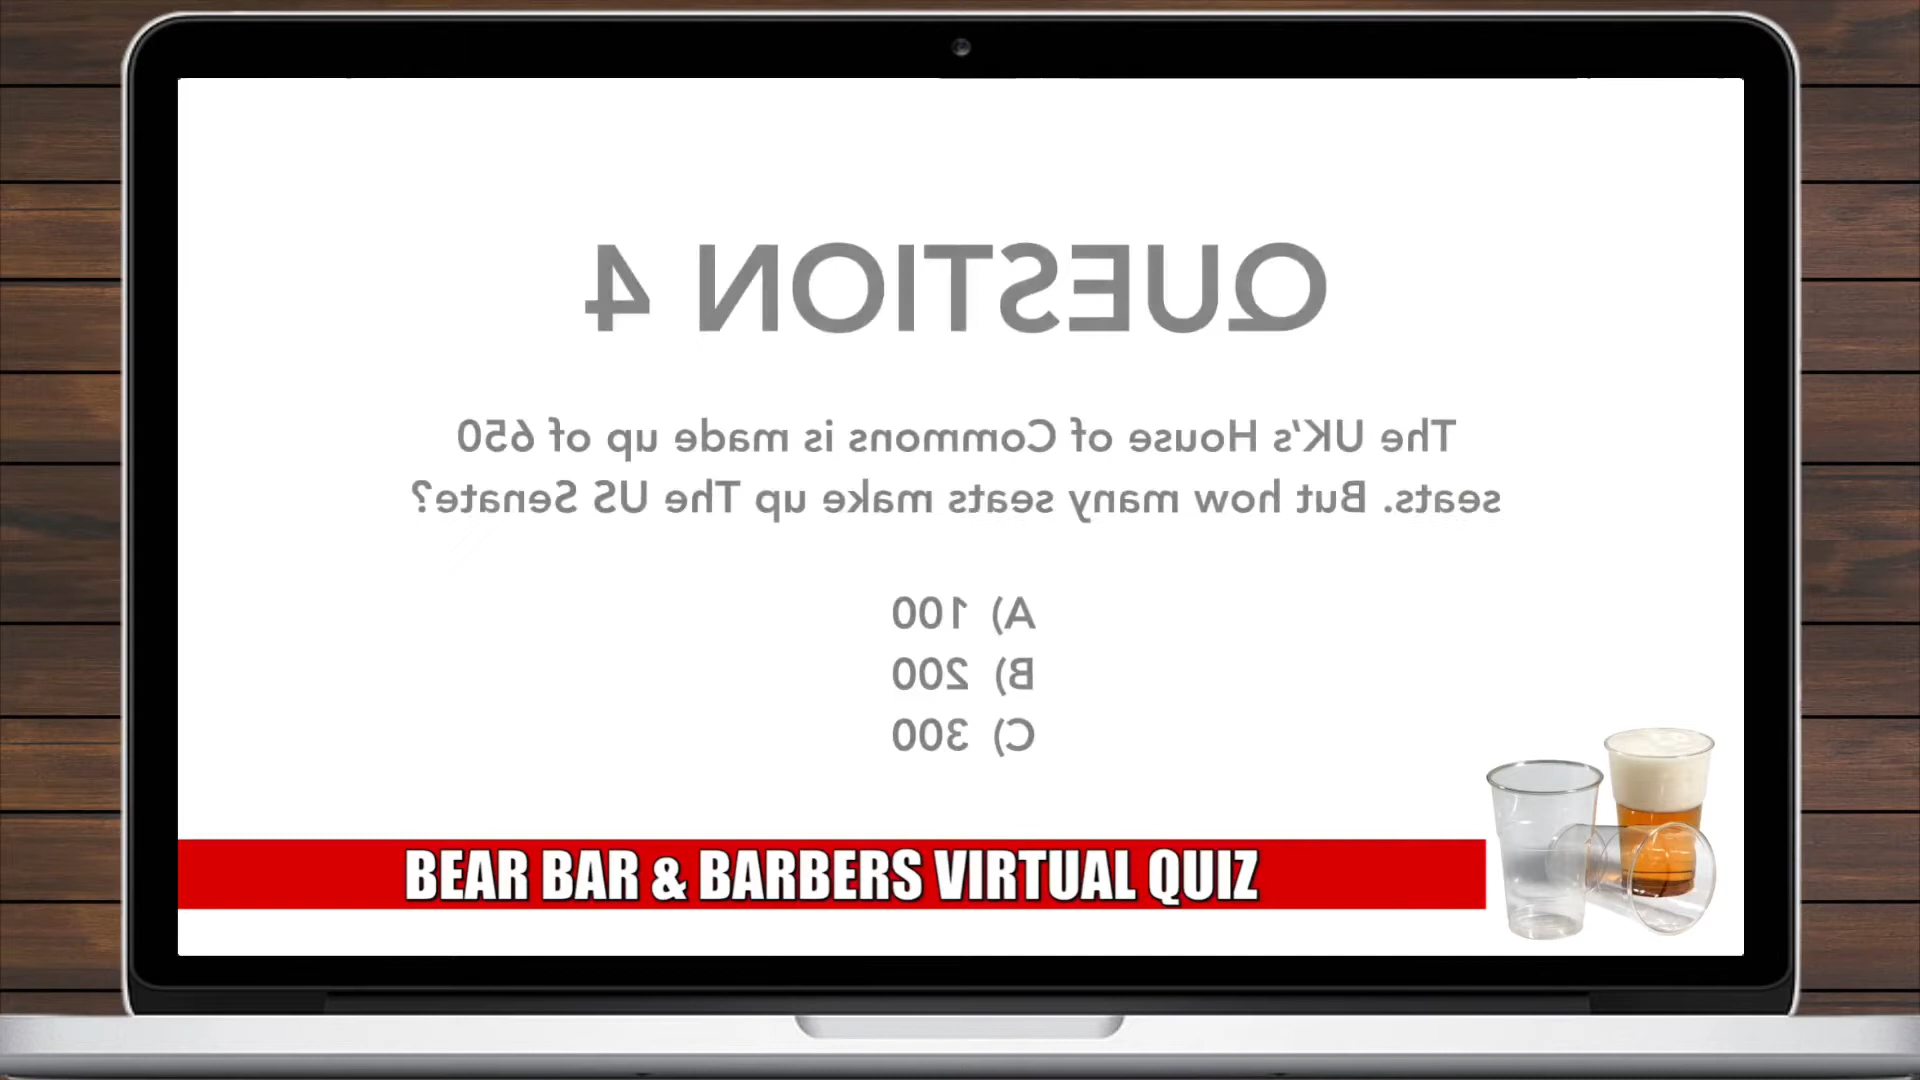 QUESTION 4
The UK's House of Commons is made up of 650
seats. But how many seats make up The US Senate?
A) 100
B) 200
C) 300
BEAR BAR & BARBERS VIRTUAL QUIZ